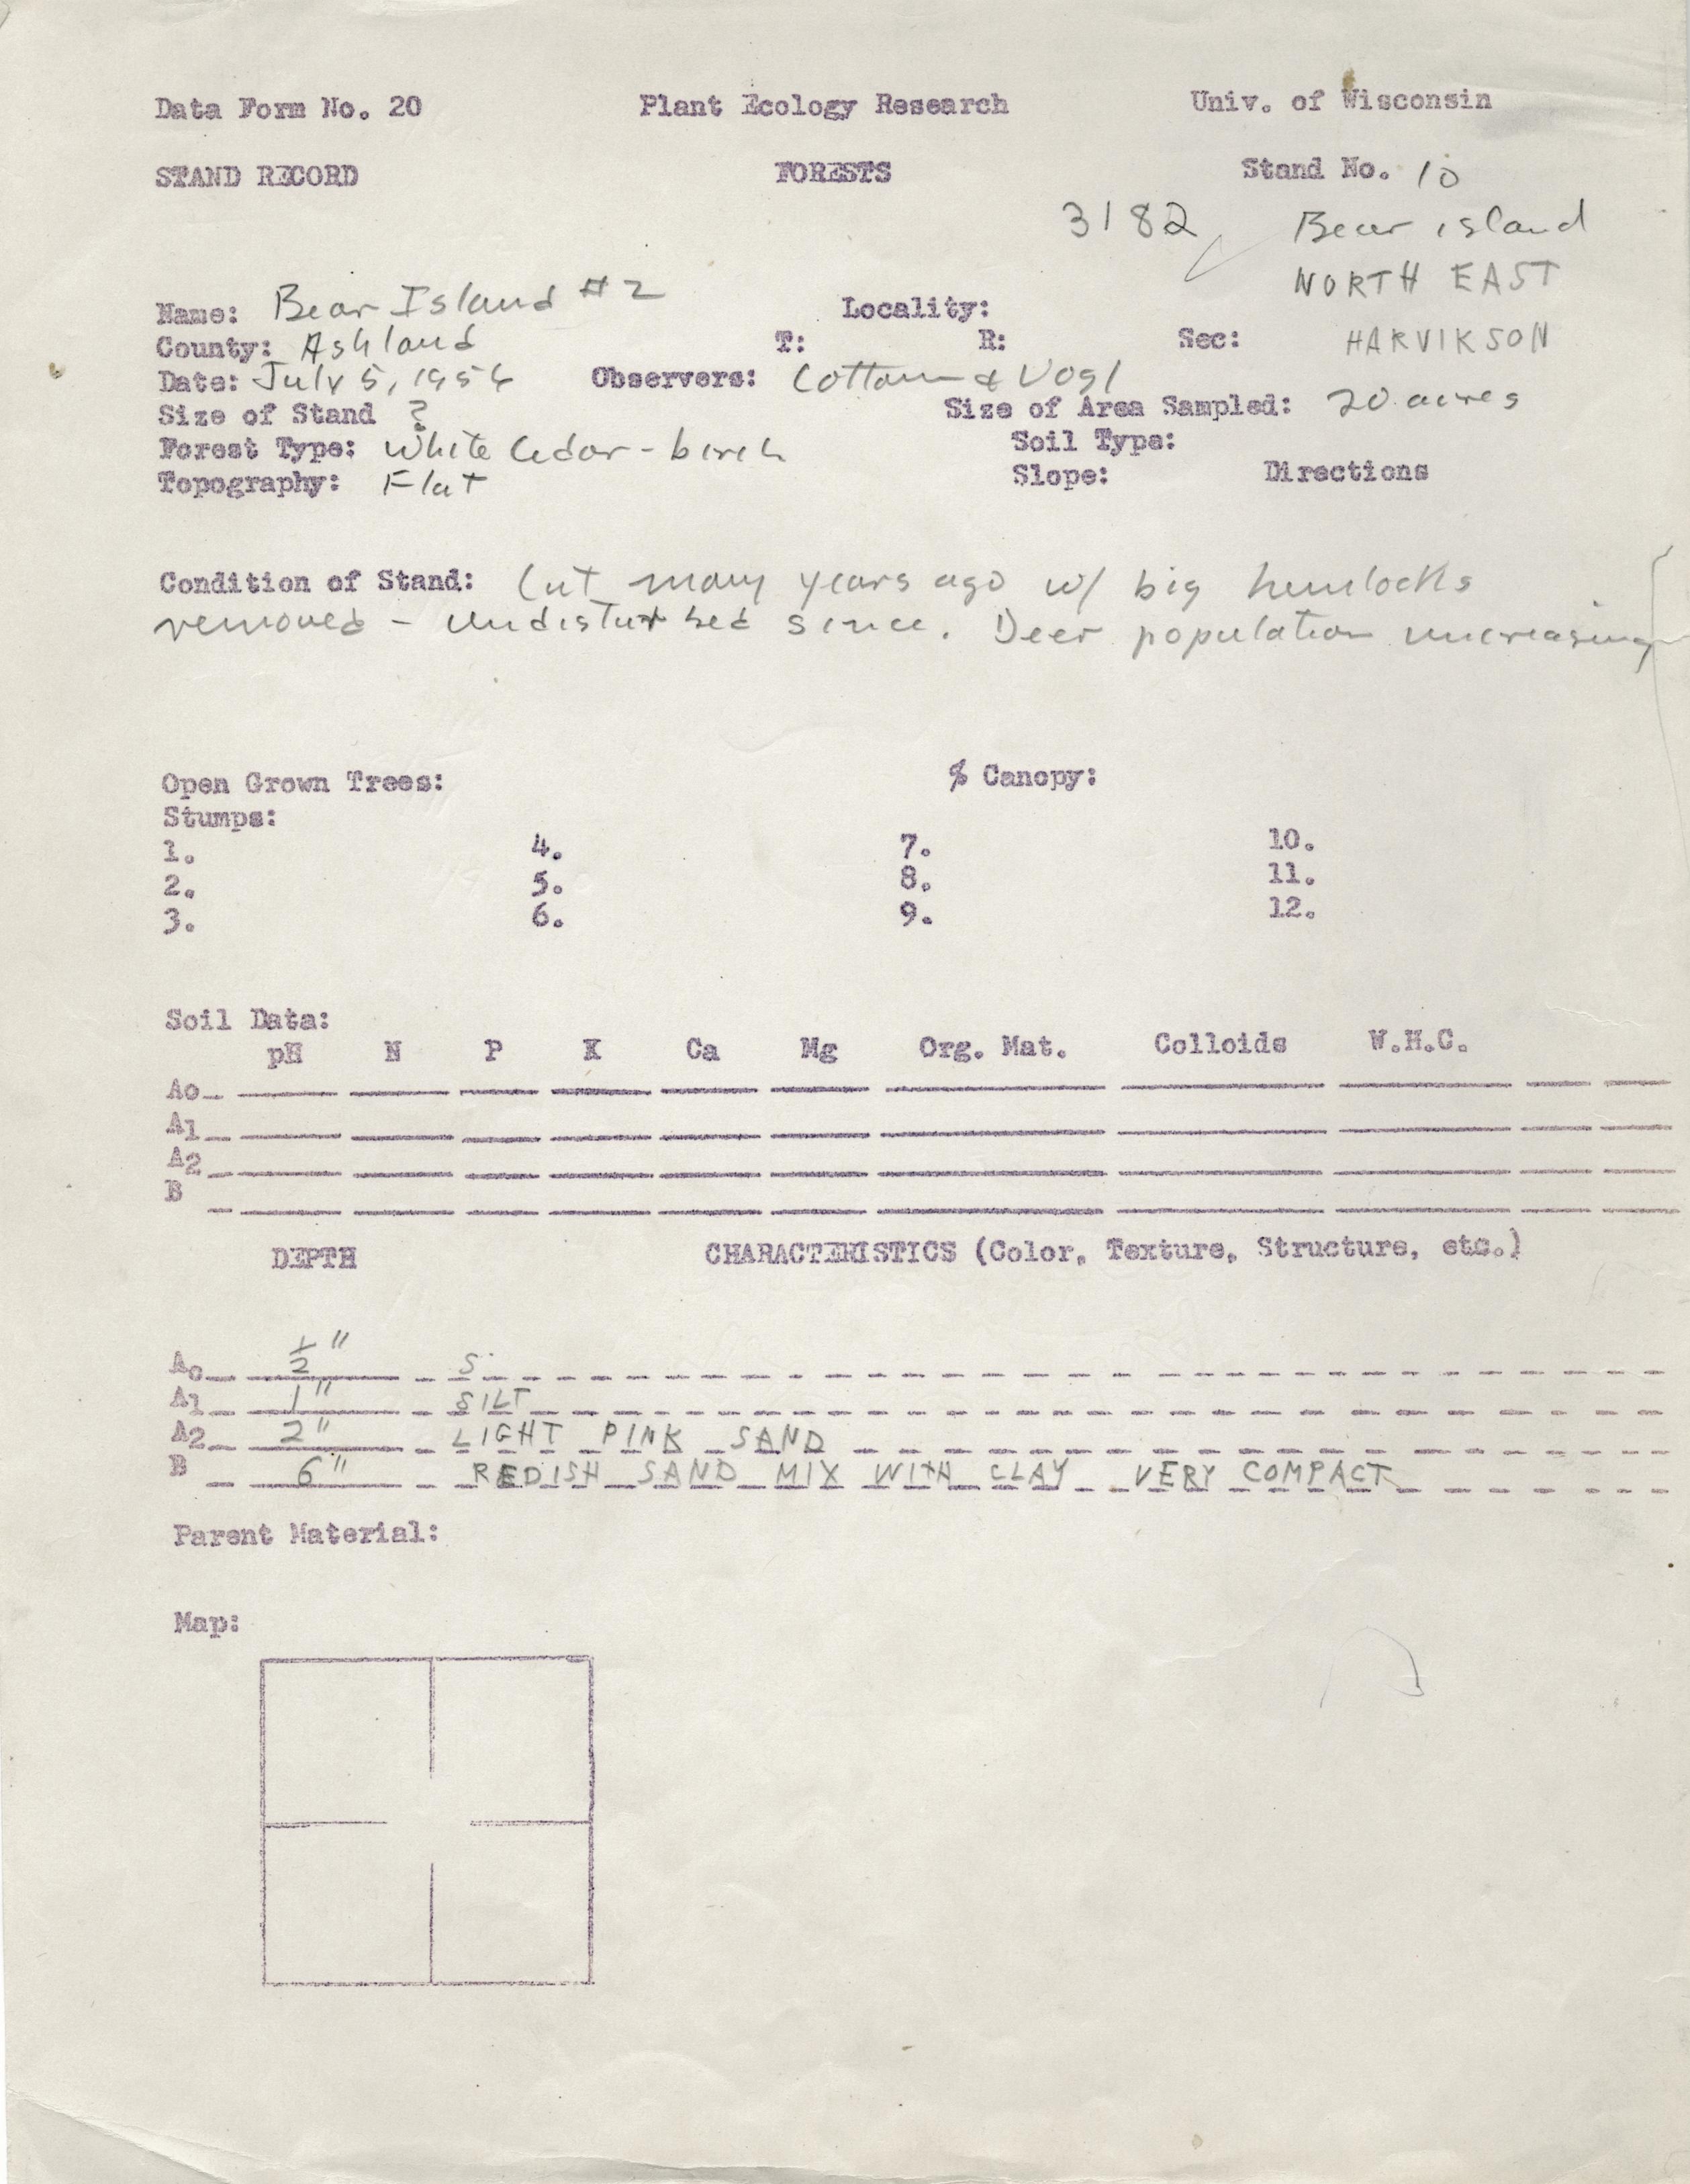 Data Form No. 20 Plant Ecology Research Univ. of Wisconsin
STAND RECORD FORESTS Stand No. 10
3182 Bear island
NORTH EAST
Name: Bear Island #2 Locality:
County: Ashland T: R: Sec: HARVIKSON
Date: July 5, 1956 Observers: Cottam & Vogl
Size of Stand ? Size of Area Sampled: 20 acres
Forest Type: White Cedar - birch Soil Type:
Topography: Flat Slope: Directions
Condition of Stand: Cut many years ago w/ big hemlocks
removed - undisturbed since. Deer population increasing
Open Grown Trees: % Canopy:
Stumps:
1. 4. 7. 10.
2. 5. 8. 11.
3. 6. 9. 12.
Soil Data:
pH N P K Ca Mg Org. Mat. Colloids W.H.C.
Ao
A1
A2
B
DEPTH CHARACTERISTICS (Color, Texture, Structure, etc.)
Ao 1/2" S
A1 1" SILT
A2 2" LIGHT PINK SAND
B 6" REDISH SAND MIX WITH CLAY VERY COMPACT
Parent Material:
Map: